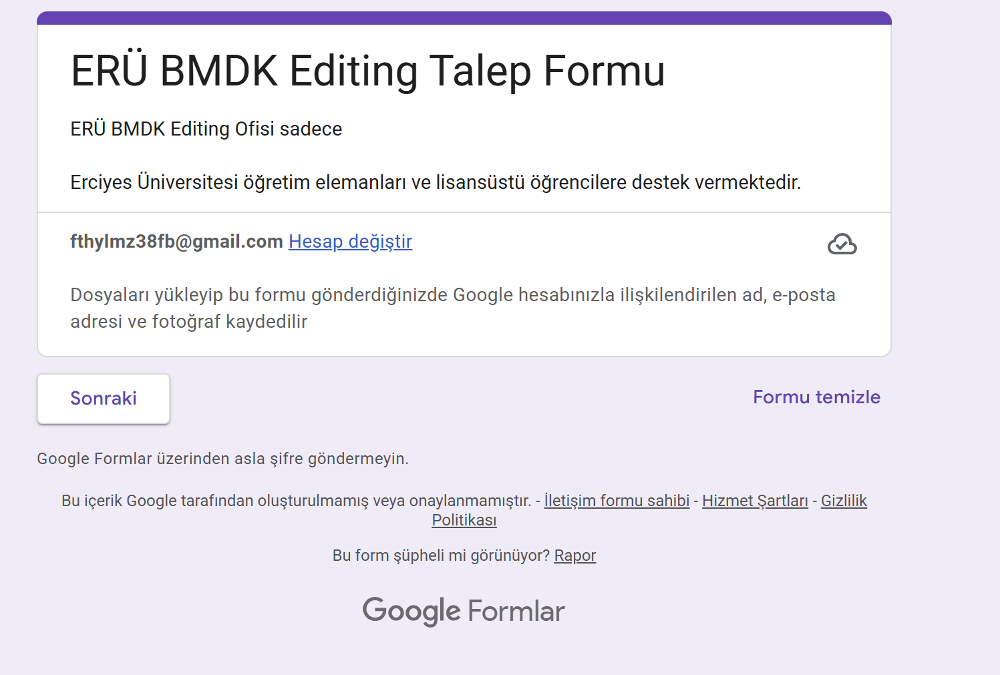 ERÜ BMDK Editing Talep Formu
ERÜ BMDK Editing Ofisi sadece
Erciyes Üniversitesi öğretim elemanları ve lisansüstü öğrencilere destek vermektedir.
fthylmz38fb@gmail.com Hesap değiştir
Dosyaları yükleyip bu formu gönderdiğinizde Google hesabınızla ilişkilendirilen ad, e-posta
adresi ve fotoğraf kaydedilir
Sonraki
Formu temizle
Google Formlar üzerinden asla şifre göndermeyin.
Bu içerik Google tarafından oluşturulmamış veya onaylanmamıştır. - İletişim formu sahibi - Hizmet Şartları - Gizlilik
Politikası
Bu form şüpheli mi görünüyor? Rapor
Google Formlar